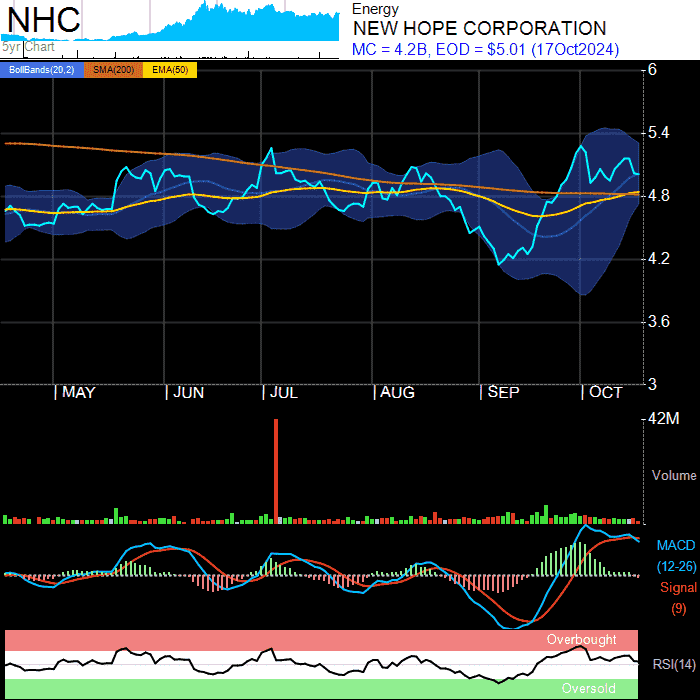 NHC
5yr Chart
Energy
NEW HOPE CORPORATION
MC = 4.2B, EOD = $5.01 (17Oct2024)
BollBands(20,2) SMA(200) EMA(50)
6
5.4
4.8
4.2
3.6
3
MAY JUN JUL AUG SEP OCT
42M
Volume
MACD
(12-26)
Signal
(9)
Overbought
RSI(14)
Oversold